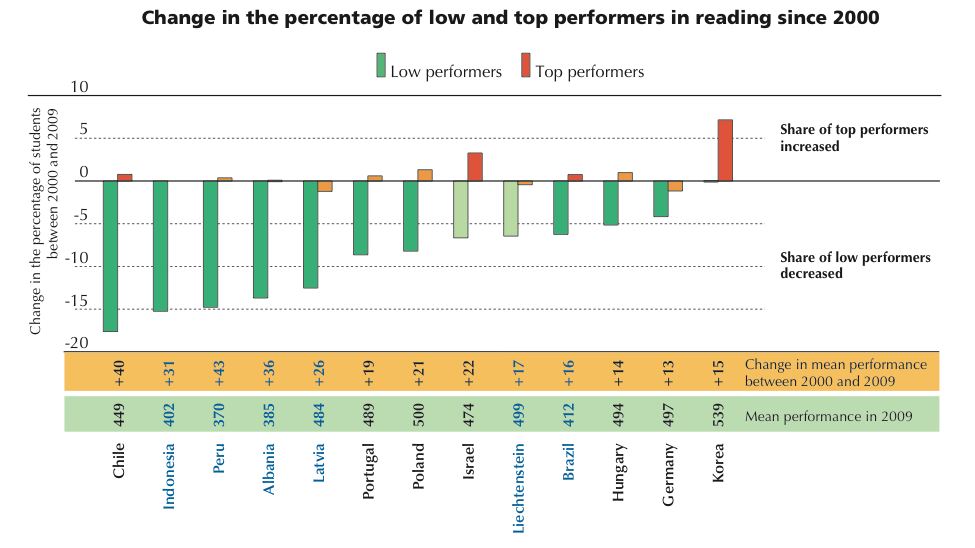 Change in the percentage of low and top performers in reading since 2000
Low performers
Top performers
Change in the percentage of students
between 2000 and 2009
10
5
0
-5
-10
-15
-20
Share of top performers
increased
Share of low performers
decreased
+40 +31 +43 +36 +26 +19 +21 +22 +17 +16 +14 +13 +15
Change in mean performance
between 2000 and 2009
449 402 370 385 484 489 500 474 499 412 494 497 539
Mean performance in 2009
Chile
Indonesia
Peru
Albania
Latvia
Portugal
Poland
Israel
Liechtenstein
Brazil
Hungary
Germany
Korea